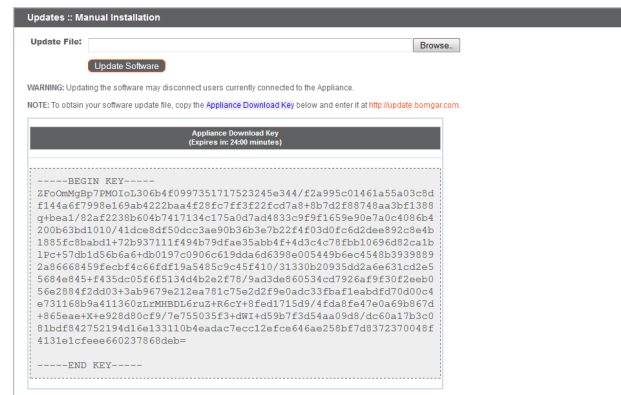 Updates :: Manual Installation
Update File:
Browse..
Update Software
WARNING: Updating the software may disconnect users currently connected to the Appliance.
NOTE: To obtain your software update file, copy the Appliance Download Key below and enter it at http://update.bomgar.com.
Appliance Download Key
(Expires in: 24:00 minutes)
-----BEGIN KEY-----
ZFoOmMgBp7PMOIoL306b4f0997351717523245e344/f2a995c01461a55a03c8d
f144a6f7998e169ab4222baa4f28fc7ff3f22fcd7a8+8b7d2f88748aa3bf1388
q+bea1/82af2238b604b7417134c175a0d7ad4833c9f9f1659e90e7a0c4086b4
200b63bd1010/41dce8df50dcc3ae90b36b3e7b22f4f03d0fc6d2dee892c8e4b
1885fc8babd1+72b937111f494b79dfae35abb4f+4d3c4c78fbb10696d82ca1b
1Pc+57db1d56b6a6+db0197c0906c619dda6d6398e005449b6ec4548b3939889
2a86668459fecbf4c66fdf19a5485c9c45f410/31330b20935dd2a6e631cd2e5
5684e845+f435dc05f6f5134d4b2e2f78/9ad3de860534cd7926af9f30f2eeb0
56e2884f2dd03+3ab9679e212ea781c75e2d2f9e0adc33fbaf1eabdfd70d00c4
e731168b9a411360zLrMHBDL6ruZ+R6cY+8fed1715d9/4fda8fe47e0a69b867d
+865eae+X+e928d80cf9/7e755035f3+dWI+d59b7f3d54aa09d8/dc60a17b3c0
81bdf842752194d16e133110b4eadac7ecc12efce646ae258bf7d8372370048f
4131e1cfeee660237868deb=
-----END KEY-----